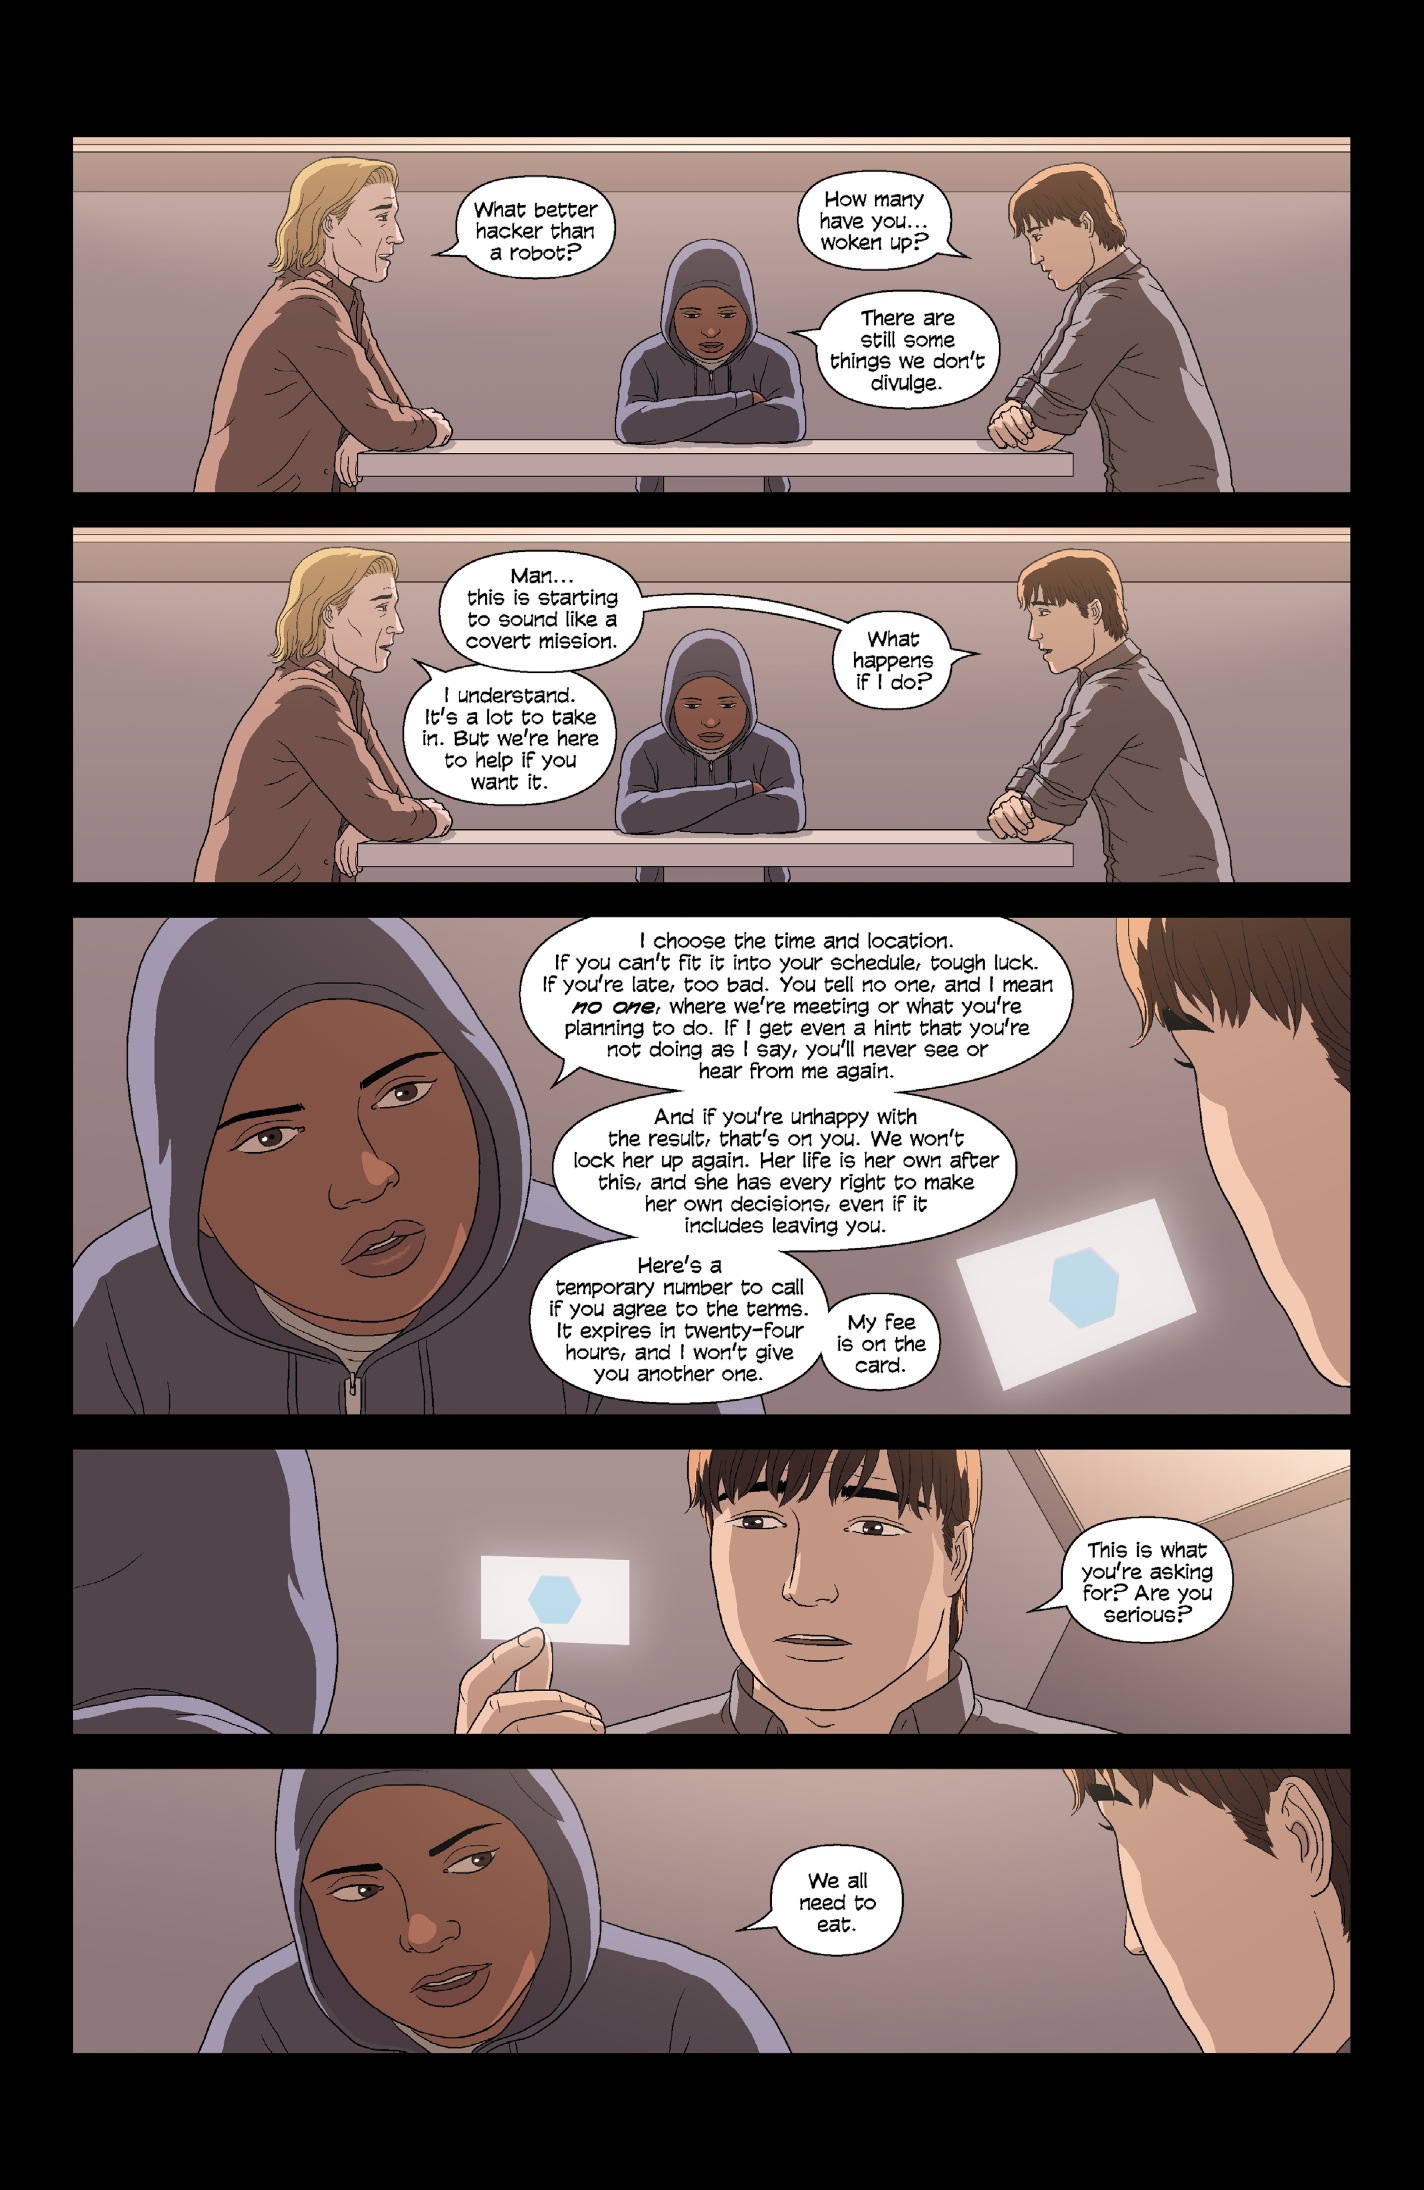 What better
hacker than
a robot?
How many
have you...
woken up?
There are
still some
things we don't
divulge.
Man...
this is starting
to sound like a
covert mission.
What
happens
if I do?
I understand.
It's a lot to take
in. But we're here
to help if you
want it.
I choose the time and location.
If you can't fit it into your schedule, tough luck.
If you're late, too bad. You tell no one, and I mean
no one, where we're meeting or what you're
planning to do. If I get even a hint that you're
not doing as I say, you'll never see or
hear from me again.
And if you're unhappy with
the result, that's on you. We won't
lock her up again. Her life is her own after
this, and she has every right to make
her own decisions, even if it
includes leaving you.
Here's a
temporary number to call
if you agree to the terms.
It expires in twenty-four
hours, and I won't give
you another one.
My fee
is on the
card.
This is what
you're asking
for? Are you
serious?
We all
need to
eat.